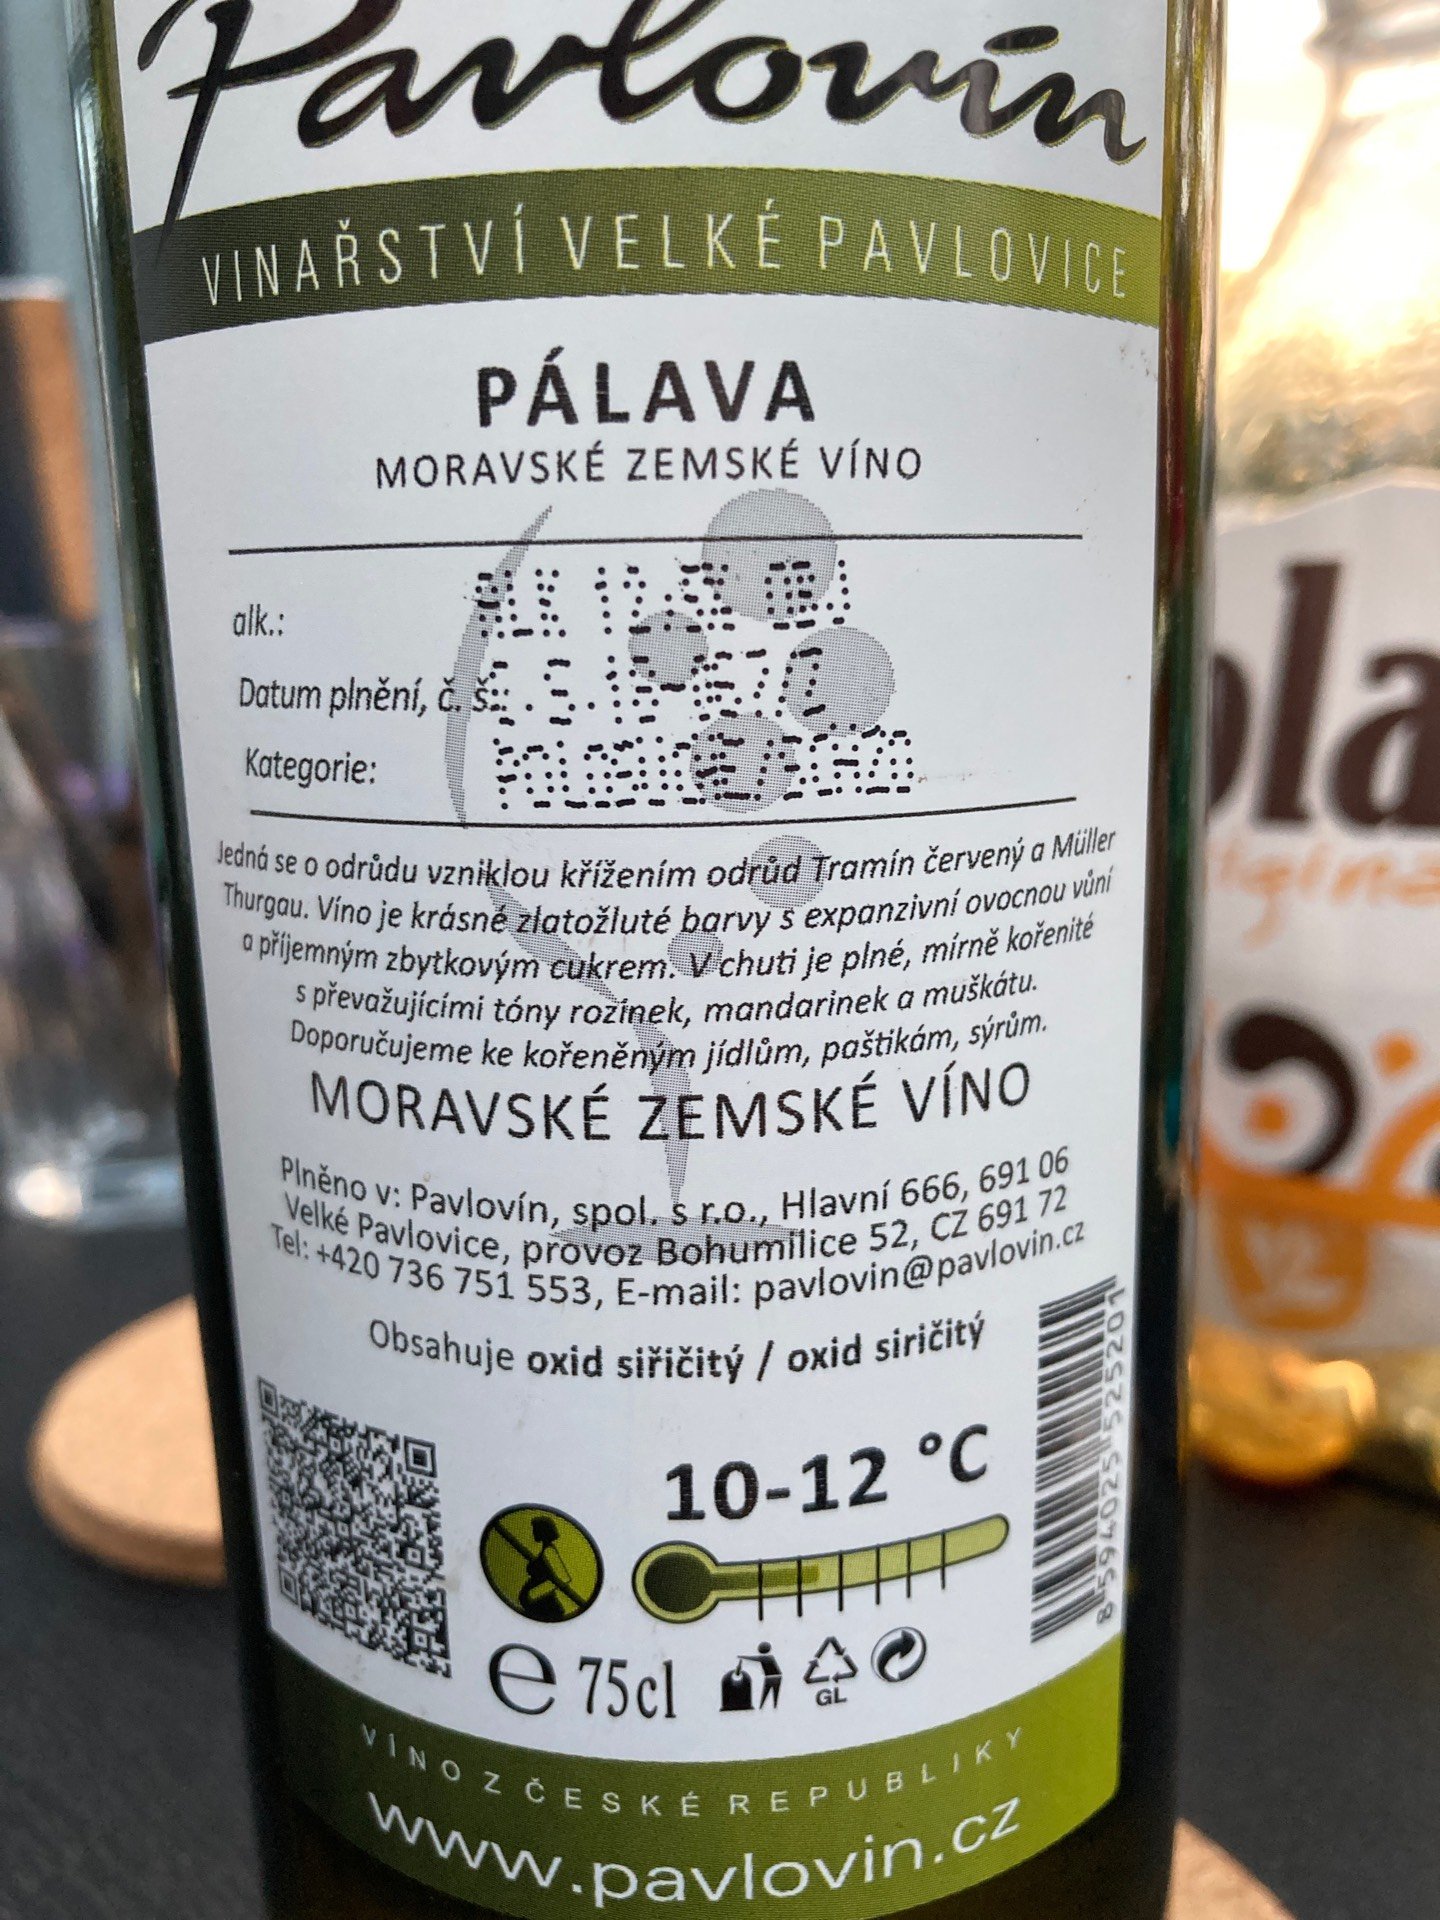 Pavlovín
VINAŘSTVÍ VELKÉ PAVLOVICE
PÁLAVA
MORAVSKÉ ZEMSKÉ VÍNO
alk.:
Datum plnění, č. š.:
Kategorie:
Jedná se o odrůdu vzniklou křížením odrůd Tramín červený a Müller
Thurgau. Víno je krásné zlatožluté barvy s expanzivní ovocnou vůní
a příjemným zbytkovým cukrem. V chuti je plné, mírně kořenité
s převažujícími tóny rozinek, mandarinek a muškátu.
Doporučujeme ke kořeněným jídlům, paštikám, sýrům.
MORAVSKÉ ZEMSKÉ VÍNO
Plněno v: Pavlovín, spol. s r.o., Hlavní 666, 691 06
Velké Pavlovice, provoz Bohumilice 52, CZ 691 72
Tel: +420 736 751 553, E-mail: pavlovin@pavlovin.cz
Obsahuje oxid siřičitý / oxid siričitý
8594025525201
10-12 °C
℮ 75cl
GL
VÍNO Z ČESKÉ REPUBLIKY
www.pavlovin.cz